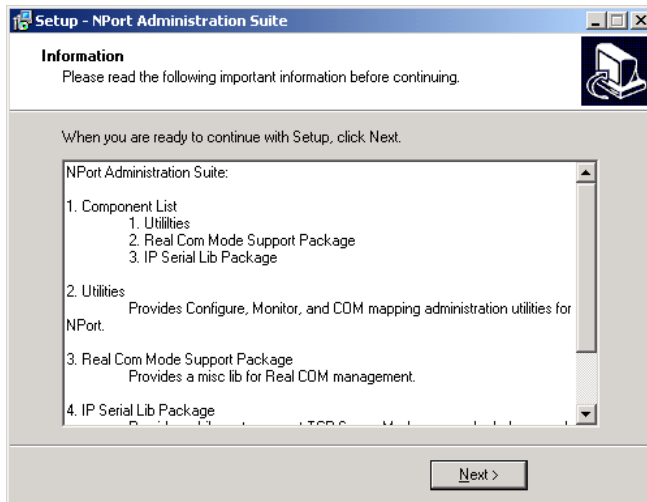 Setup - NPort Administration Suite
Information
Please read the following important information before continuing.
When you are ready to continue with Setup, click Next.
NPort Administration Suite:
1. Component List
1. Utililties
2. Real Com Mode Support Package
3. IP Serial Lib Package
2. Utilities
Provides Configure, Monitor, and COM mapping administration utilities for
NPort.
3. Real Com Mode Support Package
Provides a misc lib for Real COM management.
4. IP Serial Lib Package
Next >